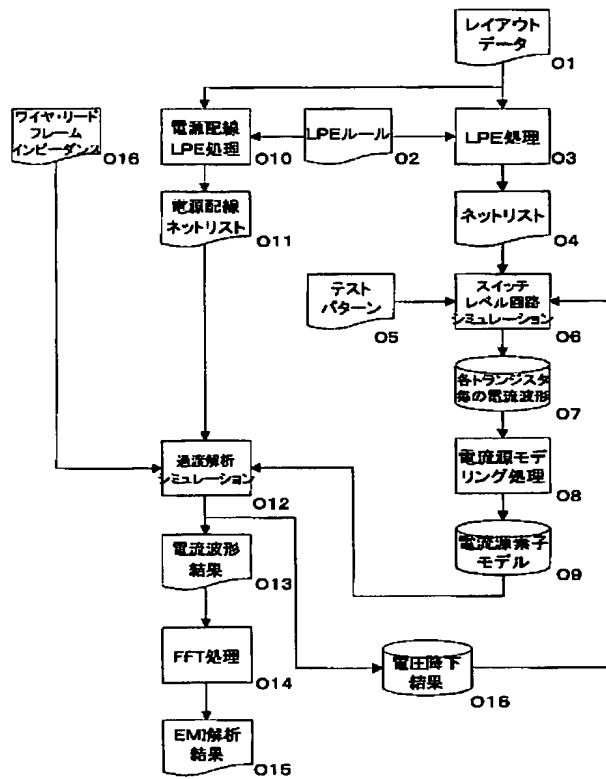 レイアウト
データ
O1
ワイヤ・リード
フレーム
インピーダンス
O16
電源配線
LPE処理
O10
LPEルール
O2
LPE処理
O3
電源配線
ネットリスト
O11
ネットリスト
O4
テスト
パターン
O5
スイッチ
レベル回路
シミュレーション
O6
各トランジスタ
毎の電流波形
O7
過渡解析
シミュレーション
O12
電流源モデ
リング処理
O8
電流波形
結果
O13
電流源素子
モデル
O9
FFT処理
O14
電圧降下
結果
O16
EMI解析
結果
O15